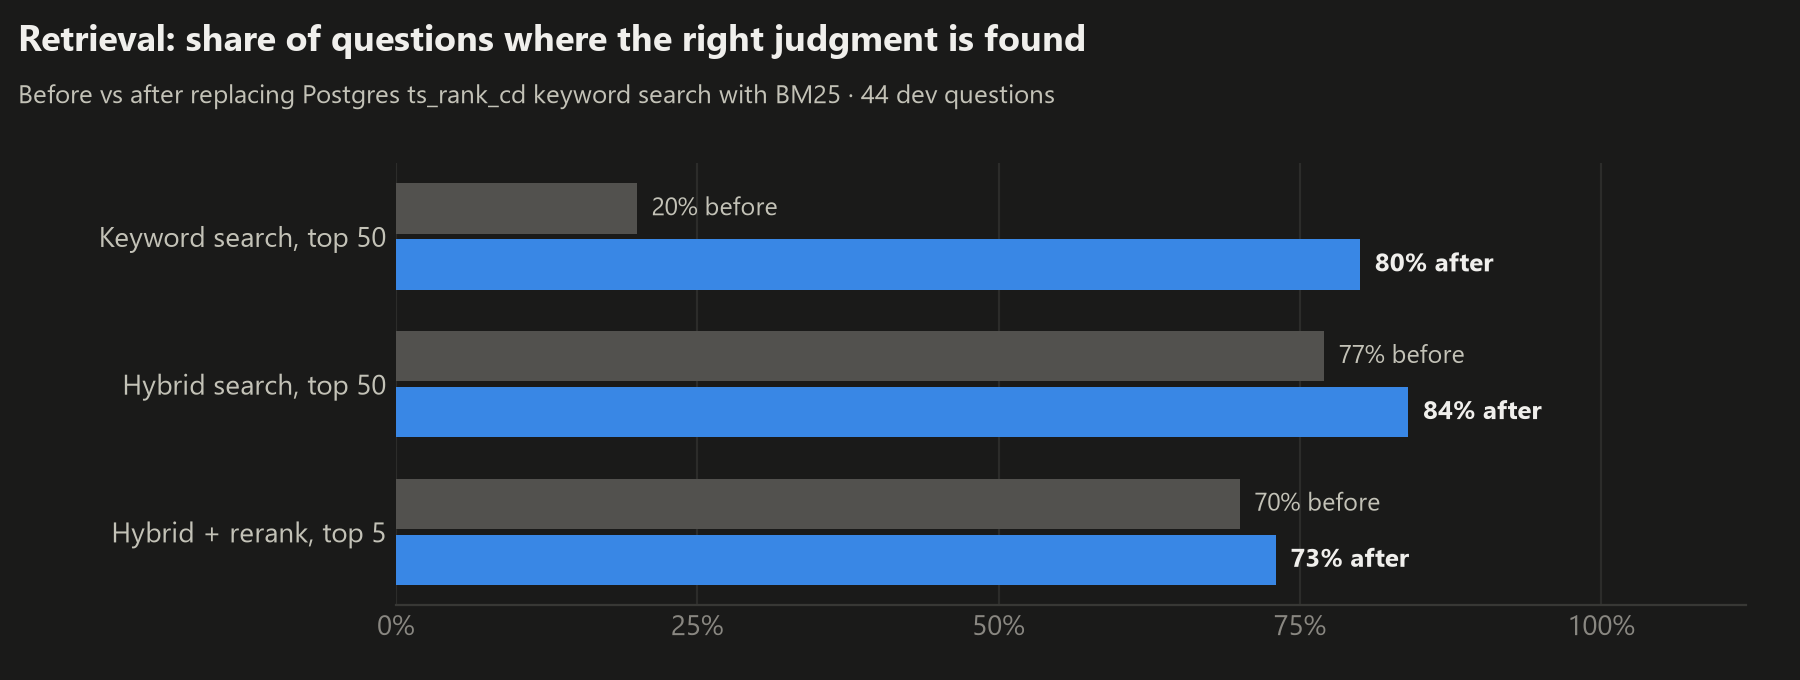 Retrieval: share of questions where the right judgment is found
Before vs after replacing Postgres ts_rank_cd keyword search with BM25 · 44 dev questions
Keyword search, top 50
20% before
80% after
Hybrid search, top 50
77% before
84% after
Hybrid + rerank, top 5
70% before
73% after
0% 25% 50% 75% 100%